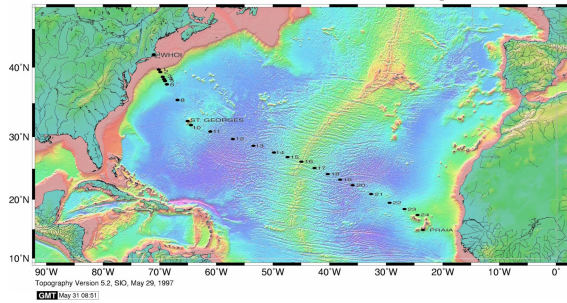 WHOI
40˚N
6
8
ST. GEORGES
10
11
30˚N
12
13
14
15
16
17
18
19
20˚N
20
21
22
23
24
PRAIA
10˚N
90˚W
80˚W
70˚W
60˚W
50˚W
40˚W
30˚W
20˚W
10˚W
0˚
Topography Version 5.2, SIO, May 29, 1997
GMT May 31 08:51